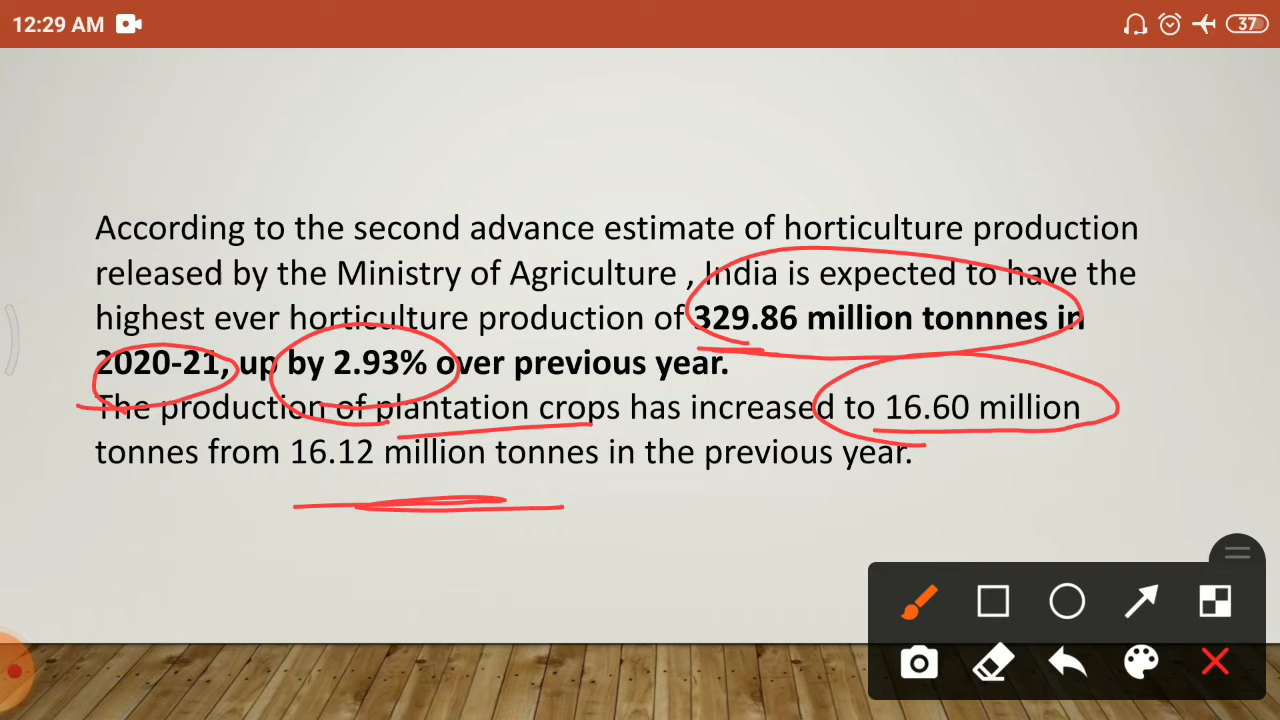 12:29 AM
37
According to the second advance estimate of horticulture production
released by the Ministry of Agriculture , India is expected to have the
highest ever horticulture production of 329.86 million tonnnes in
2020-21, up by 2.93% over previous year.
The production of plantation crops has increased to 16.60 million
tonnes from 16.12 million tonnes in the previous year.